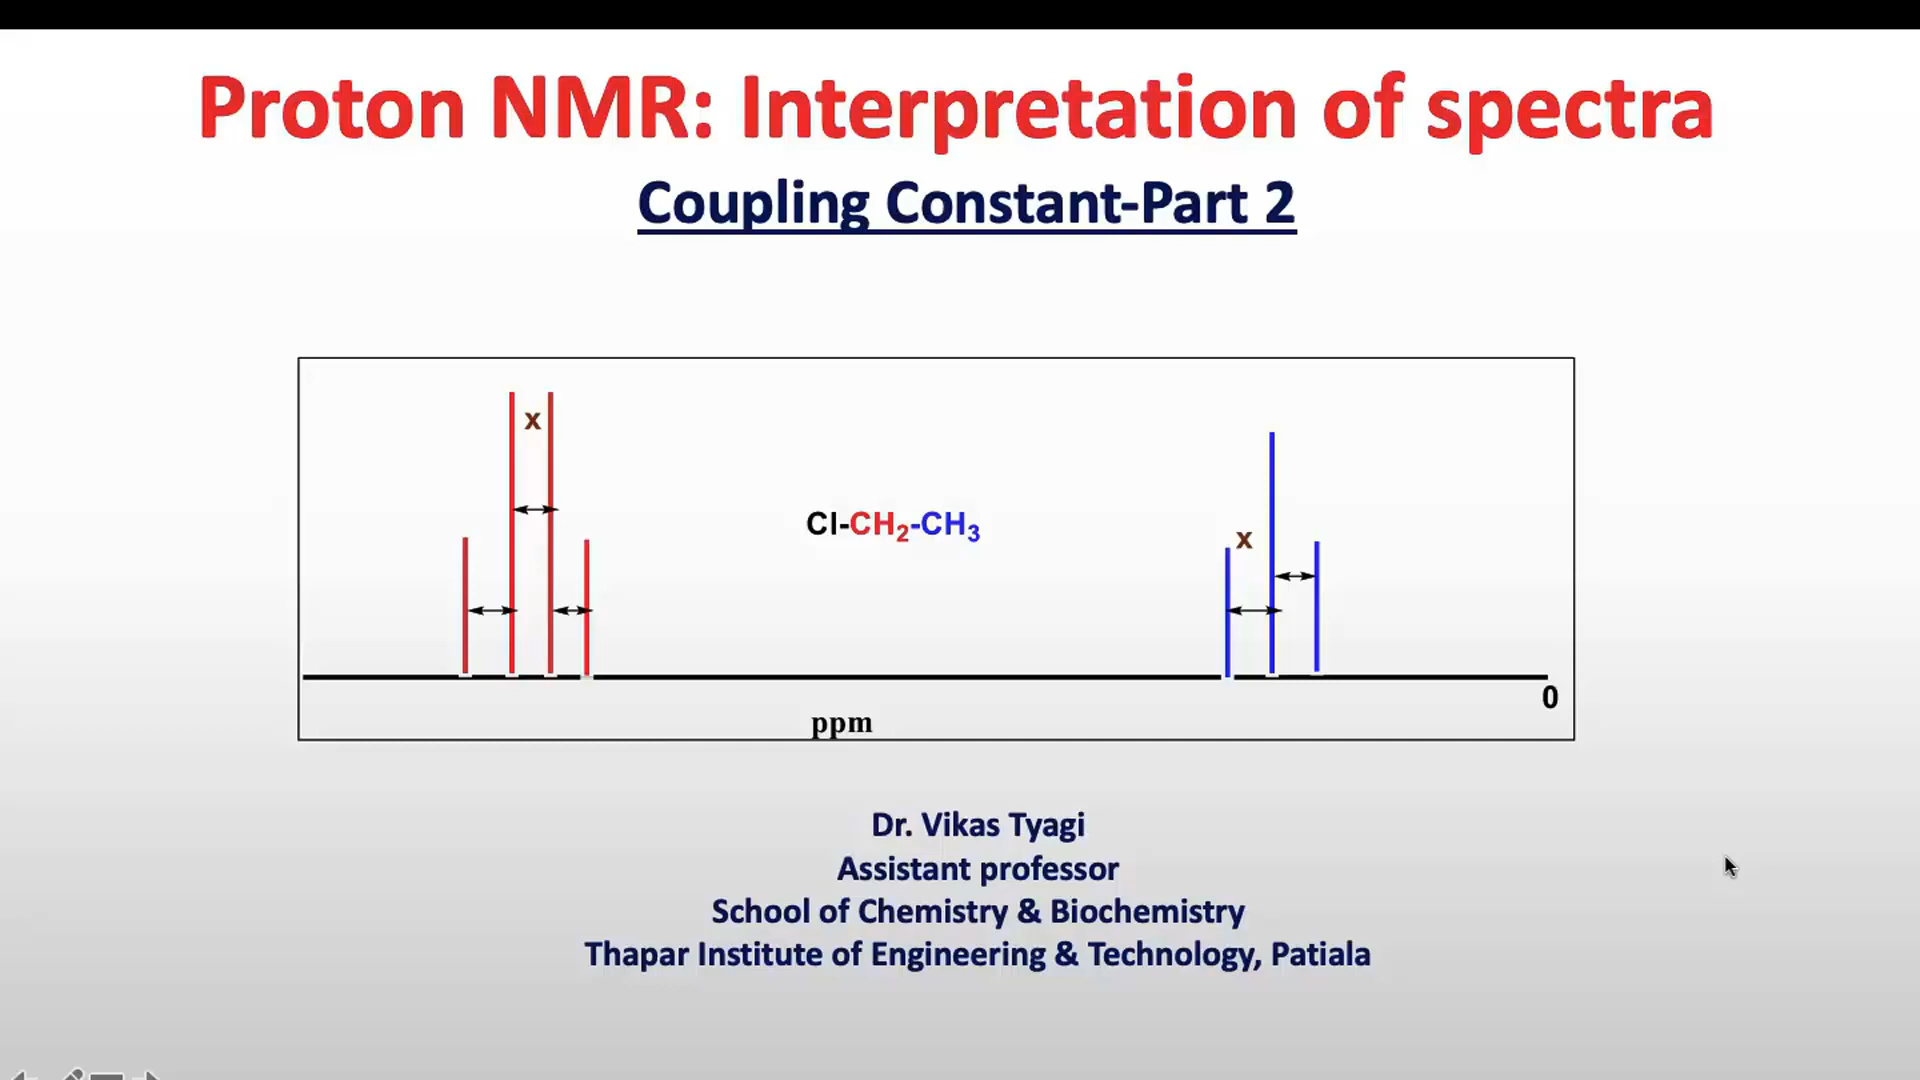 Proton NMR: Interpretation of spectra
Coupling Constant-Part 2
x
Cl-CH₂-CH₃
x
0
ppm
Dr. Vikas Tyagi
Assistant professor
School of Chemistry & Biochemistry
Thapar Institute of Engineering & Technology, Patiala